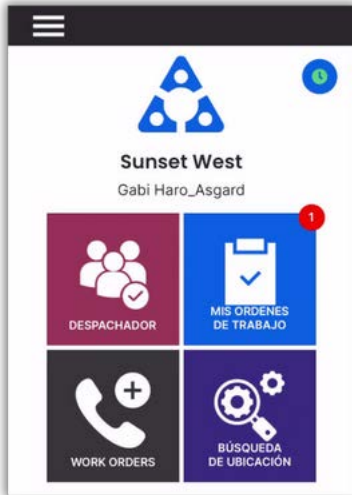 Sunset West
Gabi Haro_Asgard
1
DESPACHADOR
MIS ORDENES
DE TRABAJO
WORK ORDERS
BÚSQUEDA
DE UBICACIÓN